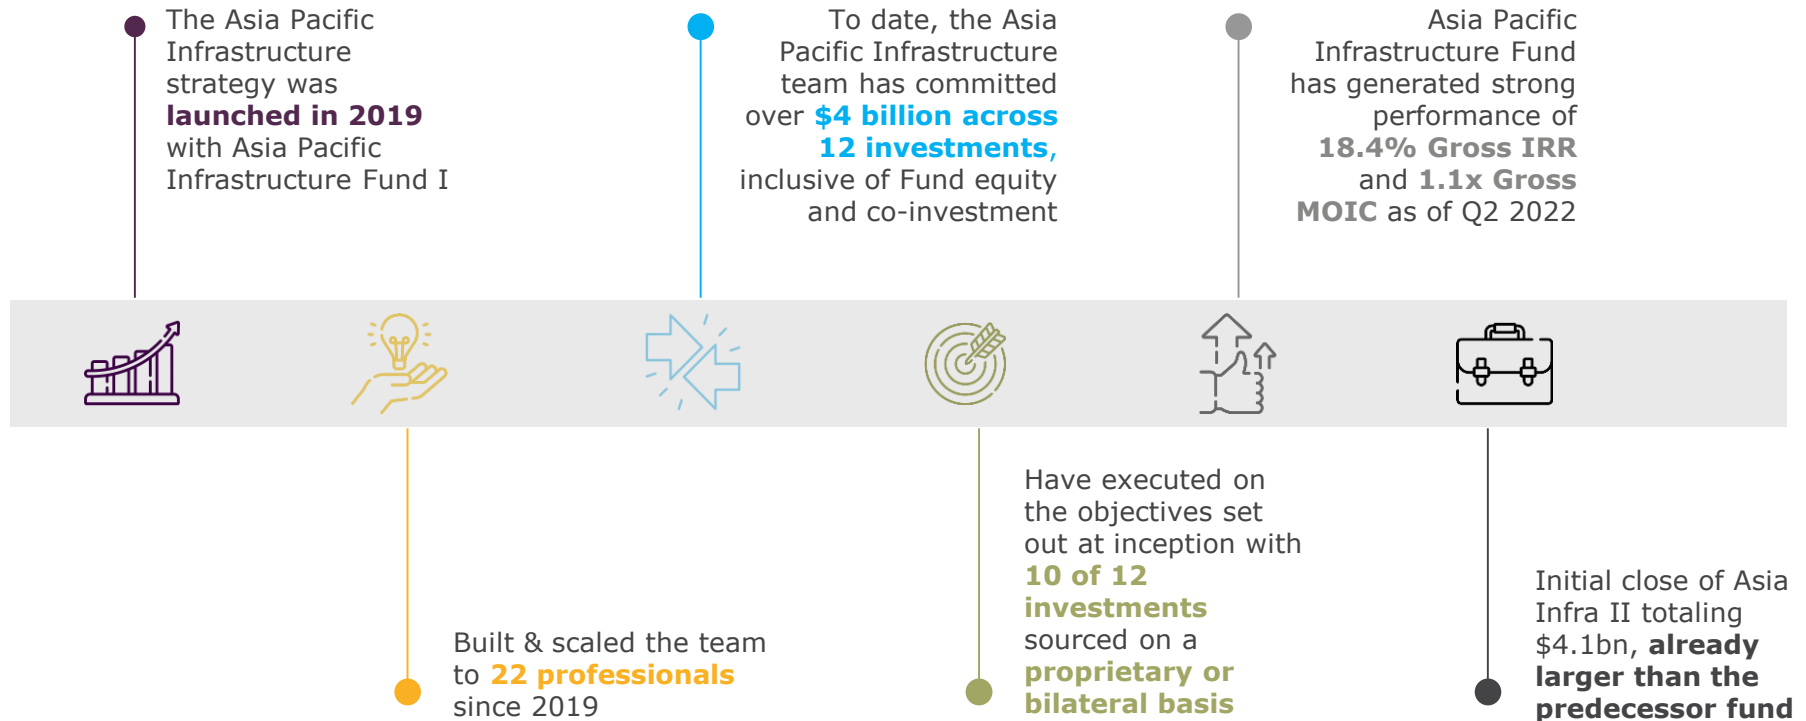 The Asia Pacific
Infrastructure
strategy was
launched in 2019
with Asia Pacific
Infrastructure Fund I
To date, the Asia
Pacific Infrastructure
team has committed
over $4 billion across
12 investments,
inclusive of Fund equity
and co-investment
Asia Pacific
Infrastructure Fund
has generated strong
performance of
18.4% Gross IRR
and 1.1x Gross
MOIC as of Q2 2022
Built & scaled the team
to 22 professionals
since 2019
Have executed on
the objectives set
out at inception with
10 of 12
investments
sourced on a
proprietary or
bilateral basis
Initial close of Asia
Infra II totaling
$4.1bn, already
larger than the
predecessor fund